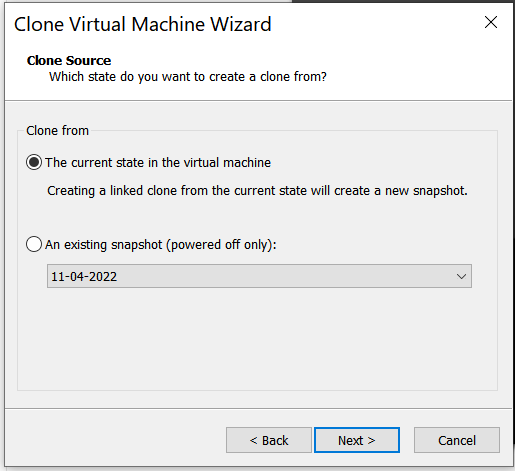 Clone Virtual Machine Wizard
Clone Source
Which state do you want to create a clone from?
Clone from
The current state in the virtual machine
Creating a linked clone from the current state will create a new snapshot.
An existing snapshot (powered off only):
11-04-2022
< Back
Next >
Cancel